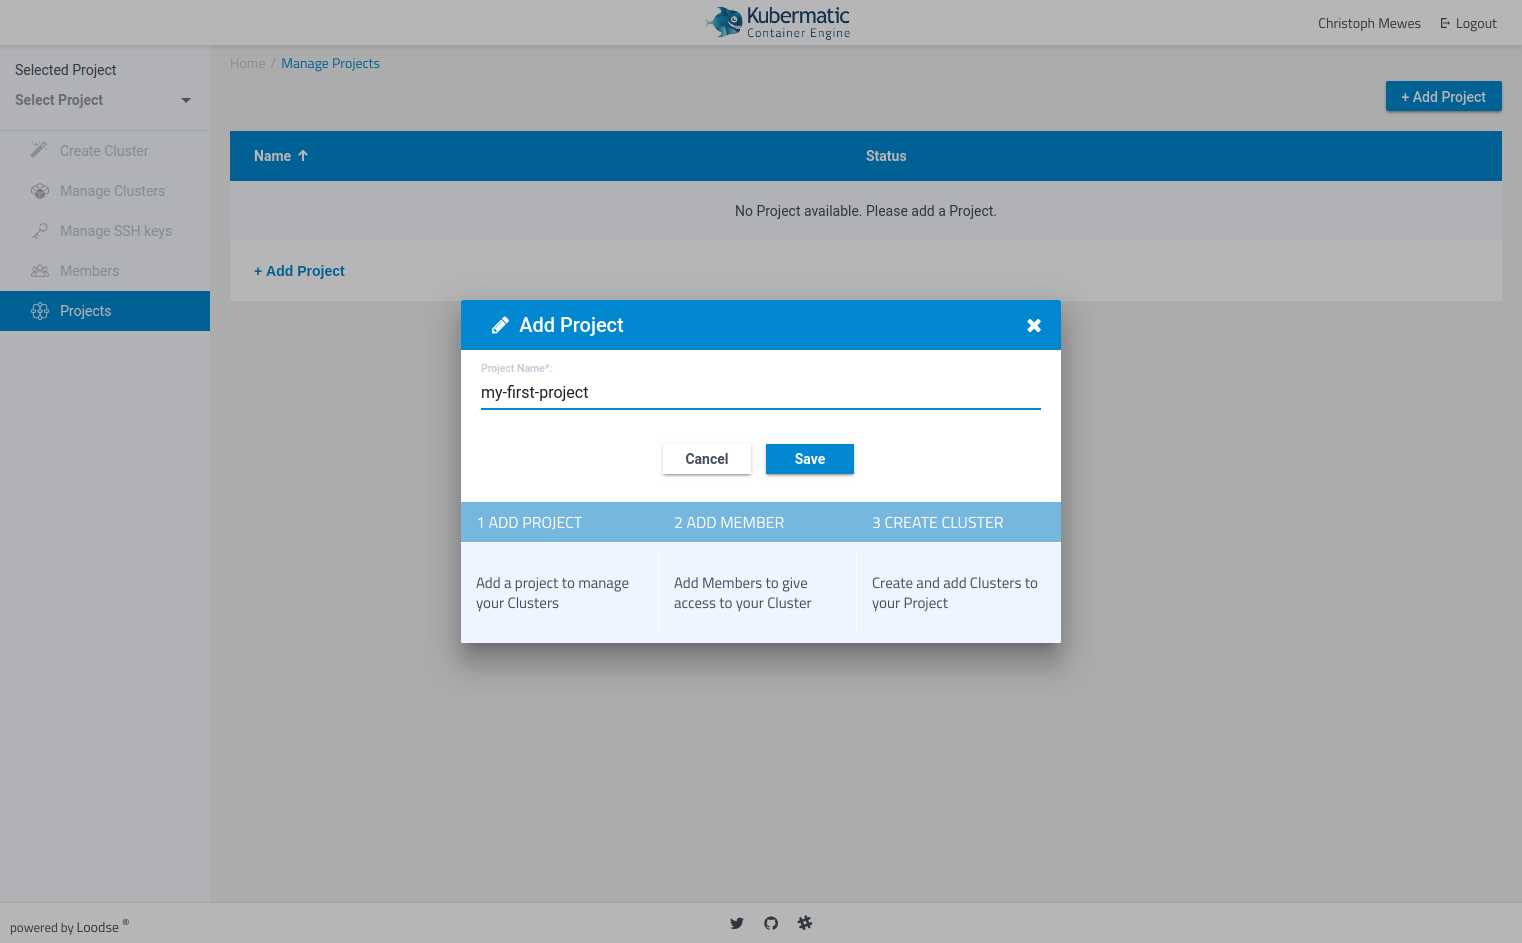 Kubermatic
Container Engine
Christoph Mewes
Logout
Selected Project
Select Project
Create Cluster
Manage Clusters
Manage SSH keys
Members
Projects
Home / Manage Projects
+ Add Project
Name
Status
No Project available. Please add a Project.
+ Add Project
Add Project
Project Name*:
my-first-project
Cancel
Save
1 ADD PROJECT
2 ADD MEMBER
3 CREATE CLUSTER
Add a project to manage
your Clusters
Add Members to give
access to your Cluster
Create and add Clusters to
your Project
powered by Loodse ®